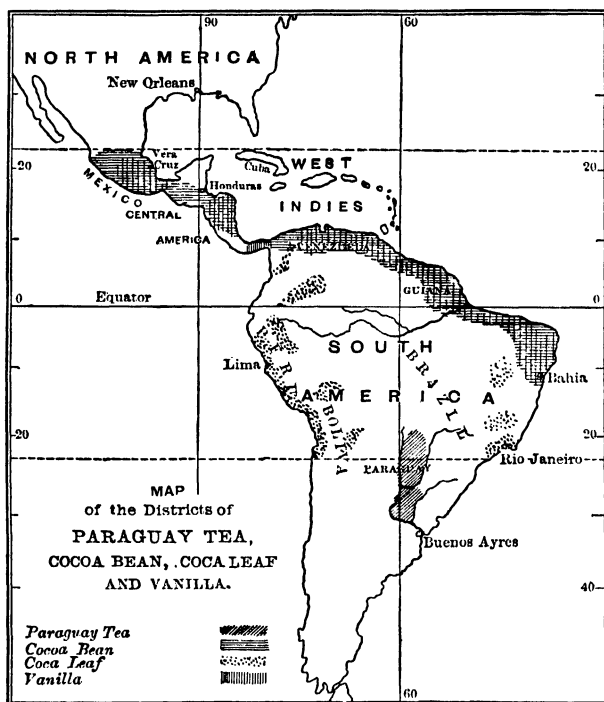 90
60
NORTH AMERICA
New Orleans
Vera
Cruz
Cuba
WEST
20
20
MEXICO
Honduras
INDIES
CENTRAL
AMERICA
VENEZUELA
GUIANA
0
Equator
0
SOUTH
PERU
Lima
BRAZIL
Bahia
AMERICA
BOLIVIA
20
20
PARAGUAY
Rio Janeiro
MAP
of the Districts of
PARAGUAY TEA,
COCOA BEAN, .COCA LEAF
AND VANILLA.
Buenos Ayres
40
Paraguay Tea
Cocoa Bean
Coca Leaf
Vanilla
60